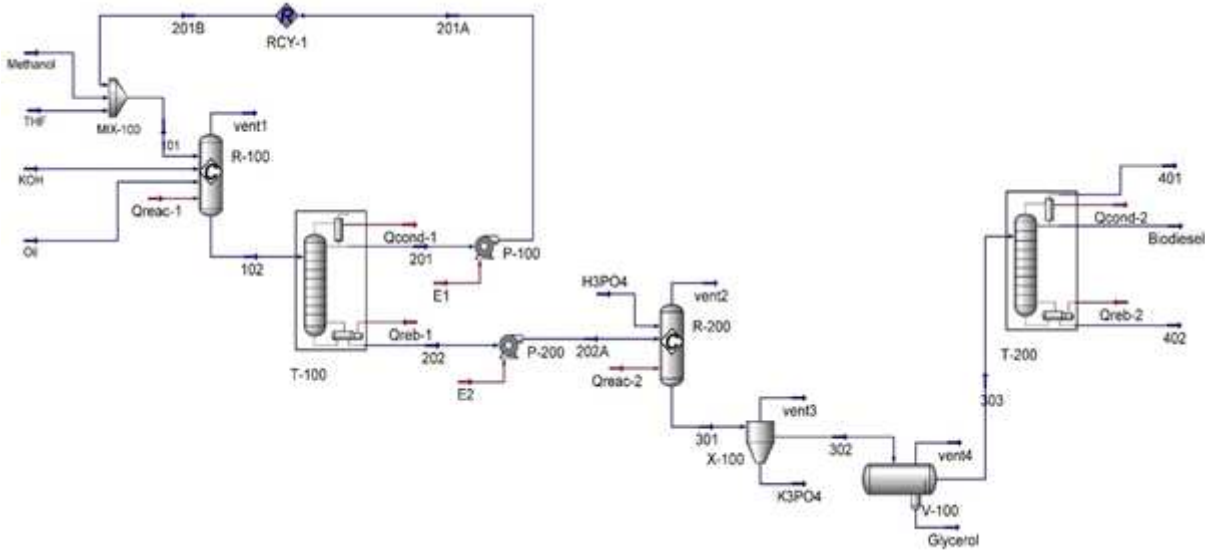 201B
R
201A
RCY-1
Methanol
THF
MIX-100
101
vent1
R-100
C
KOH
Qreac-1
Oil
102
Qcond-1
201
P-100
E1
Qreb-1
202
P-200
T-100
E2
H3PO4
vent2
R-200
C
202A
Qreac-2
301
vent3
X-100
302
K3PO4
vent4
V-100
Glycerol
303
401
Qcond-2
Biodiesel
Qreb-2
402
T-200